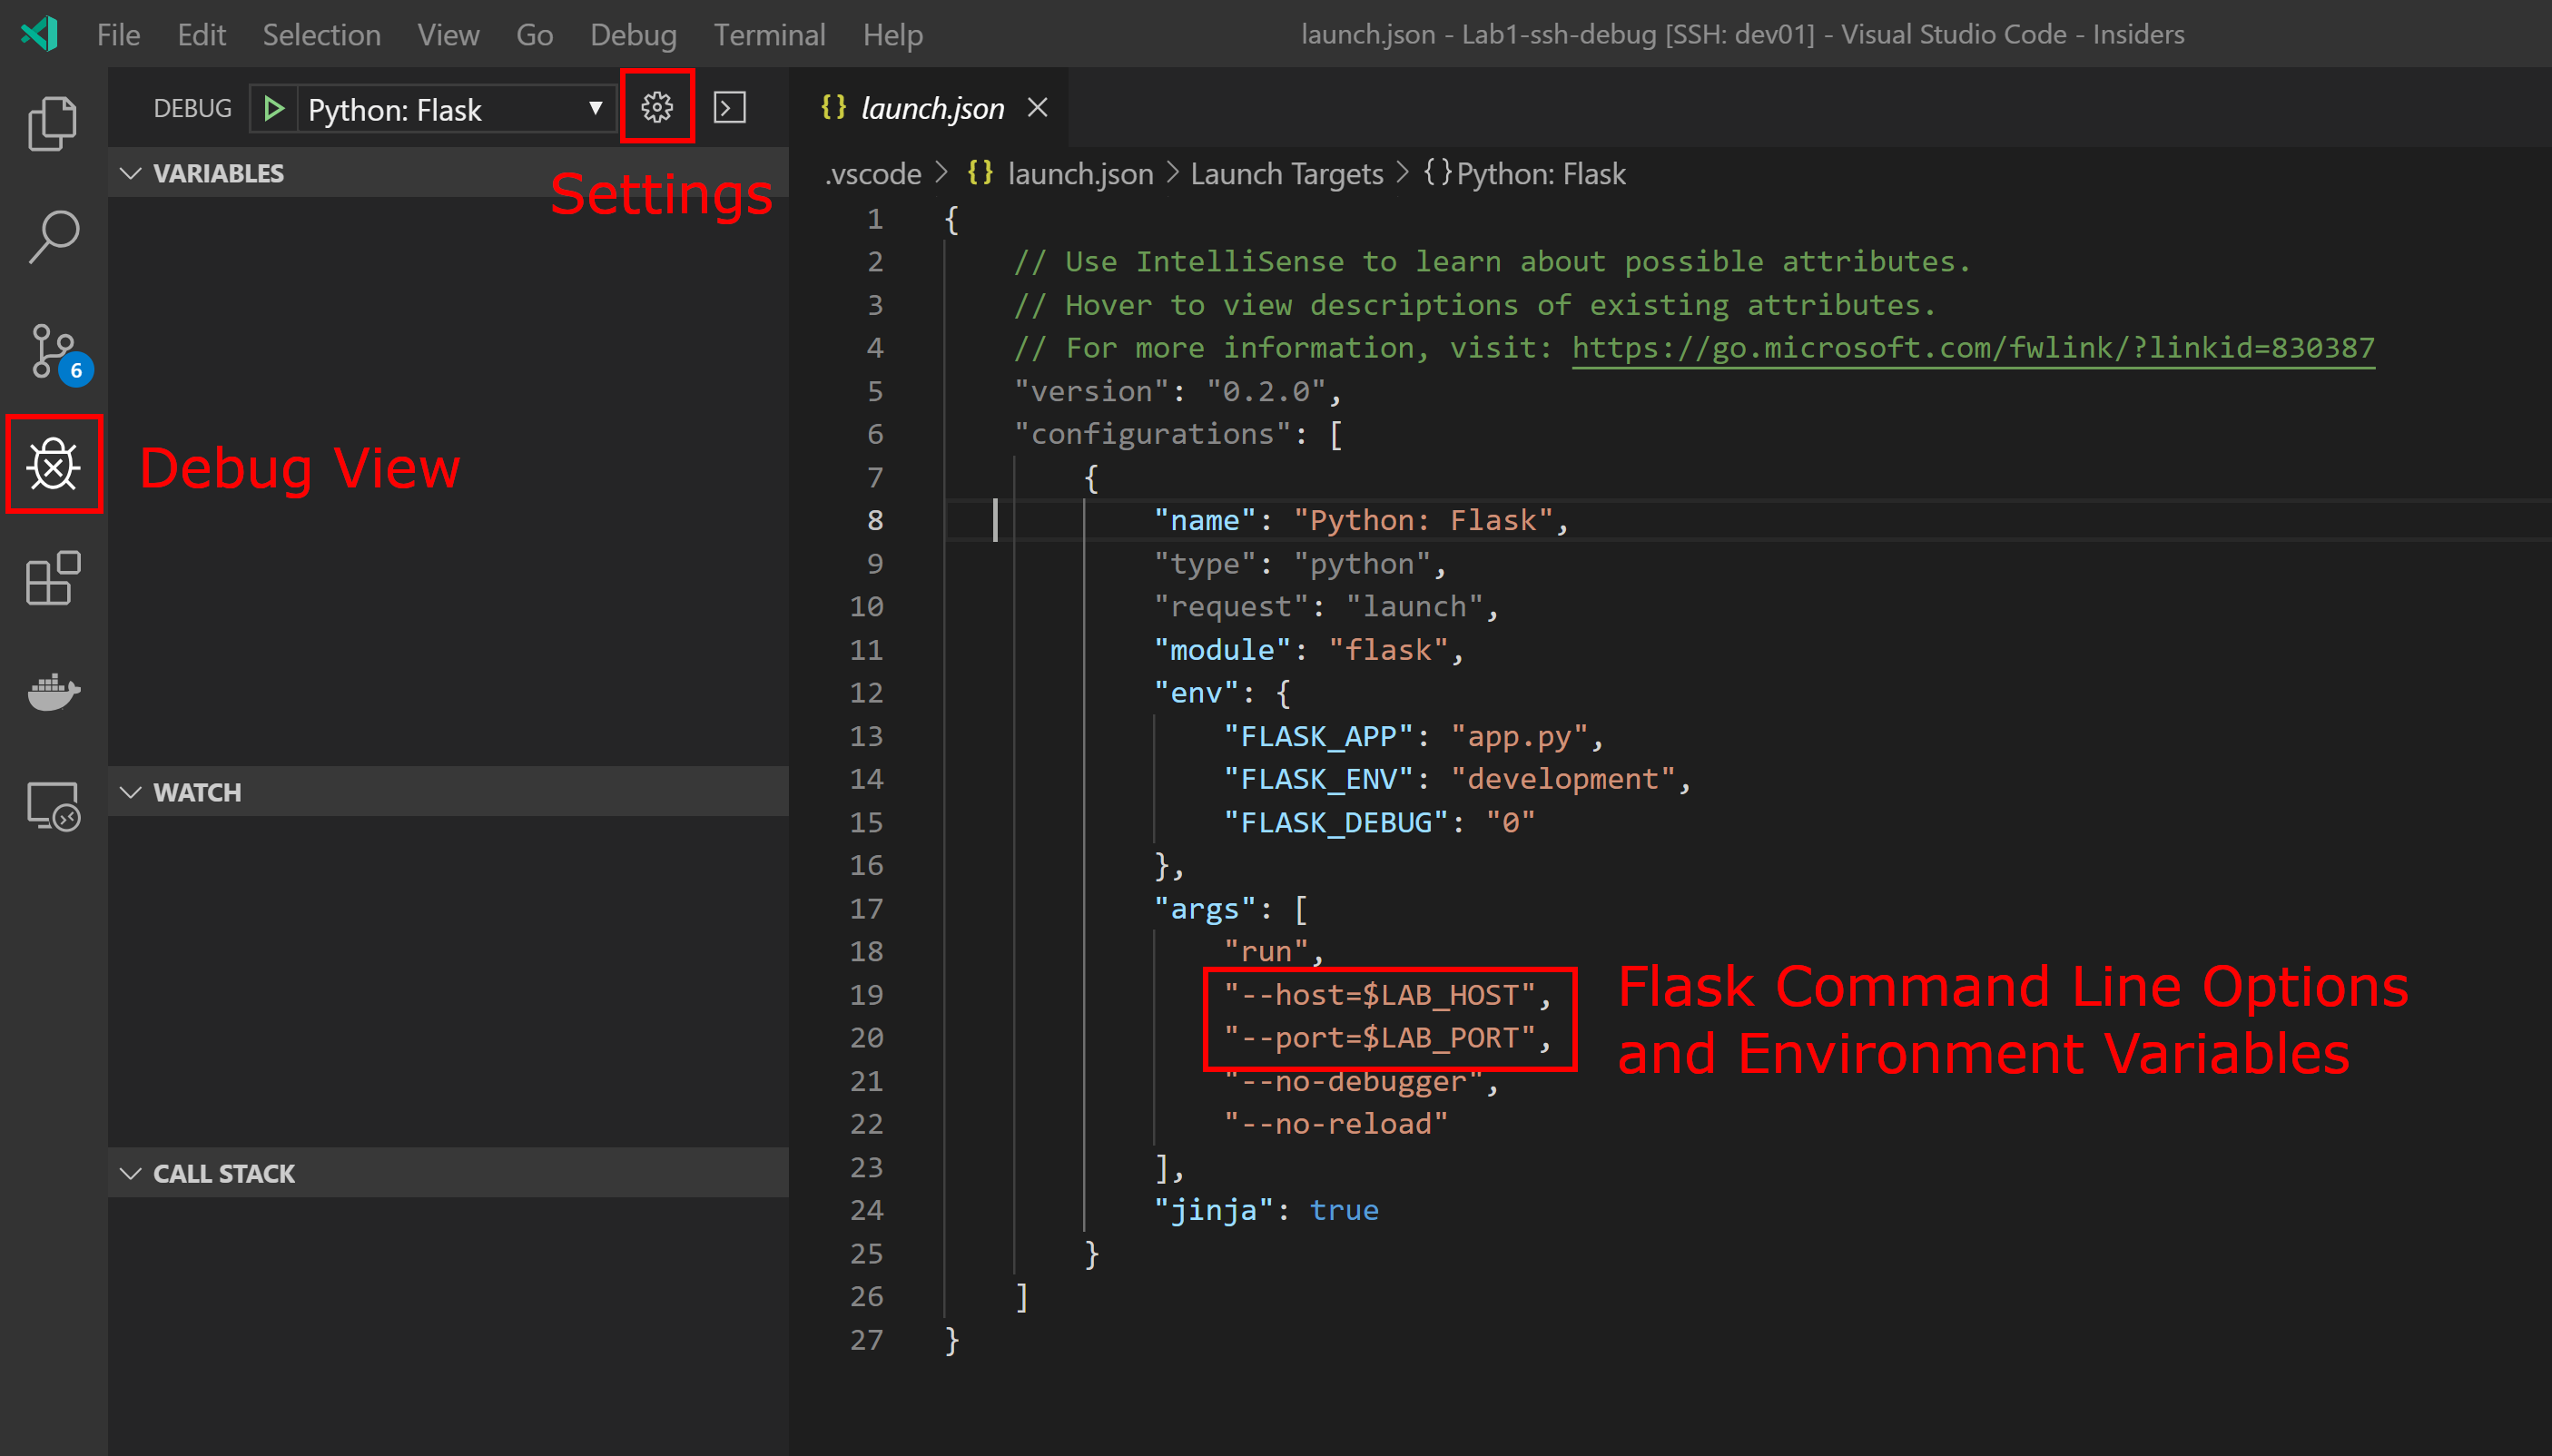 File Edit Selection View Go Debug Terminal Help launch.json - Lab1-ssh-debug [SSH: dev01] - Visual Studio Code - Insiders
DEBUG Python: Flask
VARIABLES
Settings
6
Debug View
WATCH
CALL STACK
{} launch.json
.vscode > {} launch.json > Launch Targets > {} Python: Flask
1 {
2 // Use IntelliSense to learn about possible attributes.
3 // Hover to view descriptions of existing attributes.
4 // For more information, visit: https://go.microsoft.com/fwlink/?linkid=830387
5 "version": "0.2.0",
6 "configurations": [
7 {
8 "name": "Python: Flask",
9 "type": "python",
10 "request": "launch",
11 "module": "flask",
12 "env": {
13 "FLASK_APP": "app.py",
14 "FLASK_ENV": "development",
15 "FLASK_DEBUG": "0"
16 },
17 "args": [
18 "run",
19 "--host=$LAB_HOST",
20 "--port=$LAB_PORT",
21 "--no-debugger",
22 "--no-reload"
23 ],
24 "jinja": true
25 }
26 ]
27 }
Flask Command Line Options
and Environment Variables